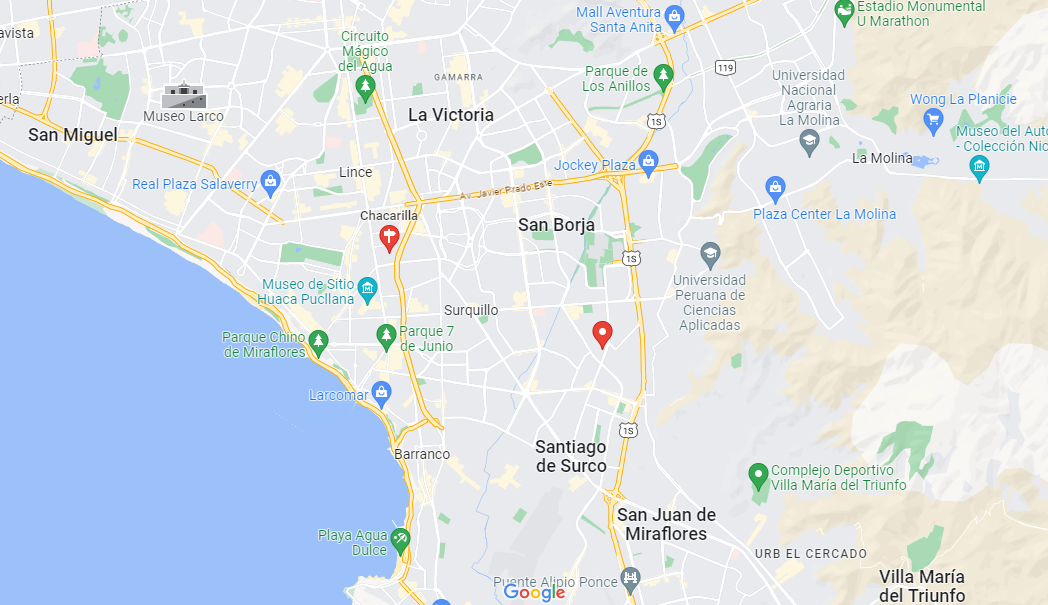 Estadio Monumental
U Marathon
Mall Aventura
Santa Anita
avista
Circuito
Mágico
del Agua
GAMARRA
119
Parque de
Los Anillos
Universidad
Nacional
Agraria
La Molina
erla
Museo Larco
La Victoria
Wong La Planicie
1S
San Miguel
Museo del Auto
- Colección Nic
Jockey Plaza
La Molina
Real Plaza Salaverry
Lince
Av. Javier Prado Este
Chacarilla
San Borja
Plaza Center La Molina
1S
Museo de Sitio
Huaca Pucllana
Universidad
Peruana de
Ciencias
Aplicadas
Surquillo
Parque Chino
de Miraflores
Parque 7
de Junio
Larcomar
1S
Barranco
Santiago
de Surco
Complejo Deportivo
Villa María del Triunfo
San Juan de
Miraflores
Playa Agua
Dulce
URB EL CERCADO
Puente Alipio Ponce
Google
Villa María
del Triunfo